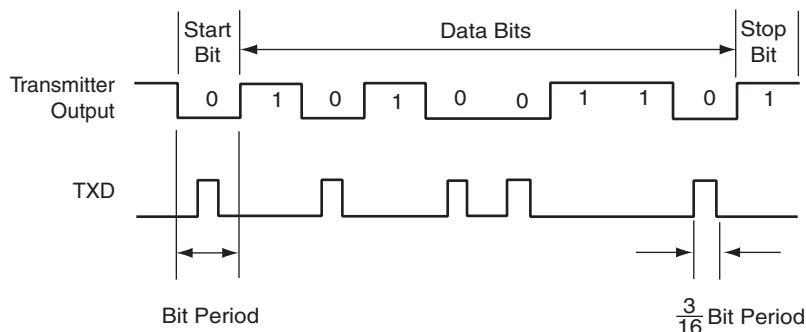 Start
Bit
Data Bits
Stop
Bit
Transmitter
Output
0 1 0 1 0 0 1 1 0 1
TXD
Bit Period
3
16 Bit Period